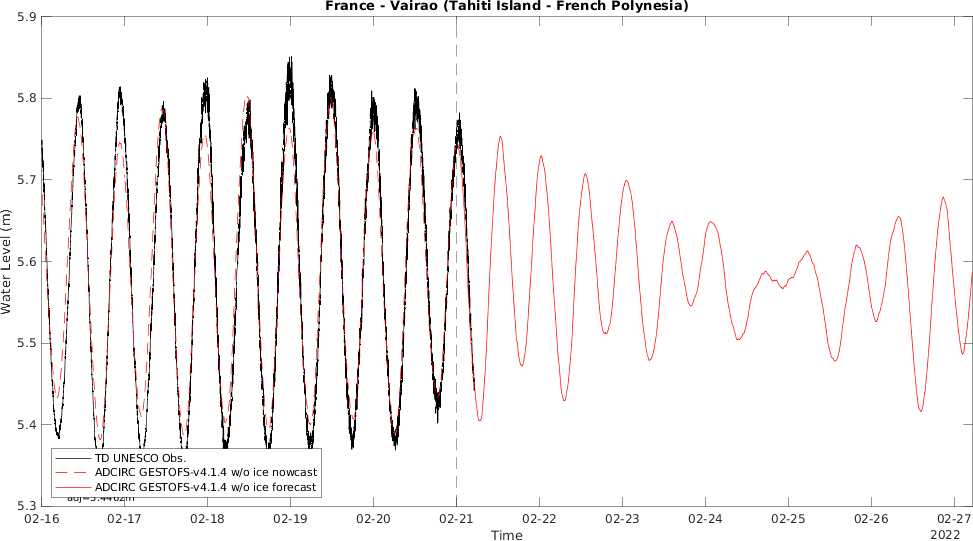 France - Vairao (Tahiti Island - French Polynesia)
5.9
5.8
5.7
5.6
5.5
5.4
5.3
Water Level (m)
TD UNESCO Obs.
ADCIRC GESTOFS-v4.1.4 w/o ice nowcast
ADCIRC GESTOFS-v4.1.4 w/o ice forecast
02-16 02-17 02-18 02-19 02-20 02-21 02-22 02-23 02-24 02-25 02-26 02-27
Time
2022